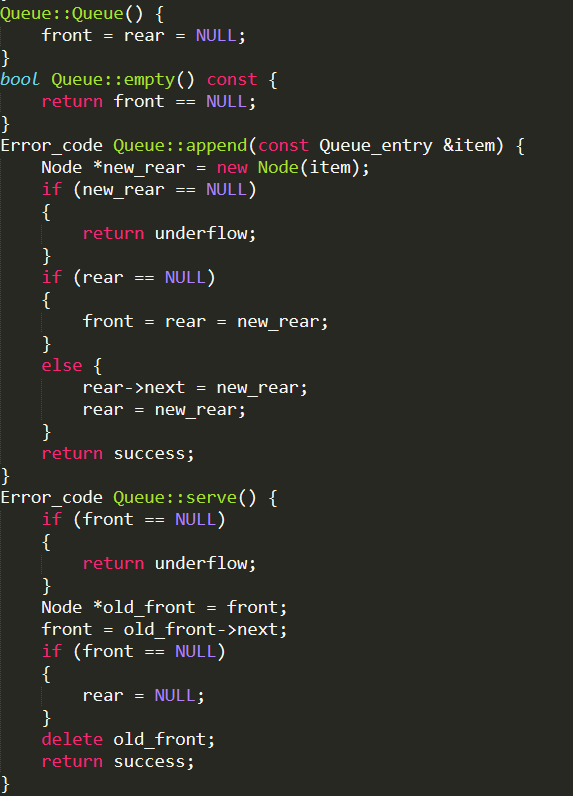 Queue::Queue() {
    front = rear = NULL;
}
bool Queue::empty() const {
    return front == NULL;
}
Error_code Queue::append(const Queue_entry &item) {
    Node *new_rear = new Node(item);
    if (new_rear == NULL)
    {
        return underflow;
    }
    if (rear == NULL)
    {
        front = rear = new_rear;
    }
    else {
        rear->next = new_rear;
        rear = new_rear;
    }
    return success;
}
Error_code Queue::serve() {
    if (front == NULL)
    {
        return underflow;
    }
    Node *old_front = front;
    front = old_front->next;
    if (front == NULL)
    {
        rear = NULL;
    }
    delete old_front;
    return success;
}